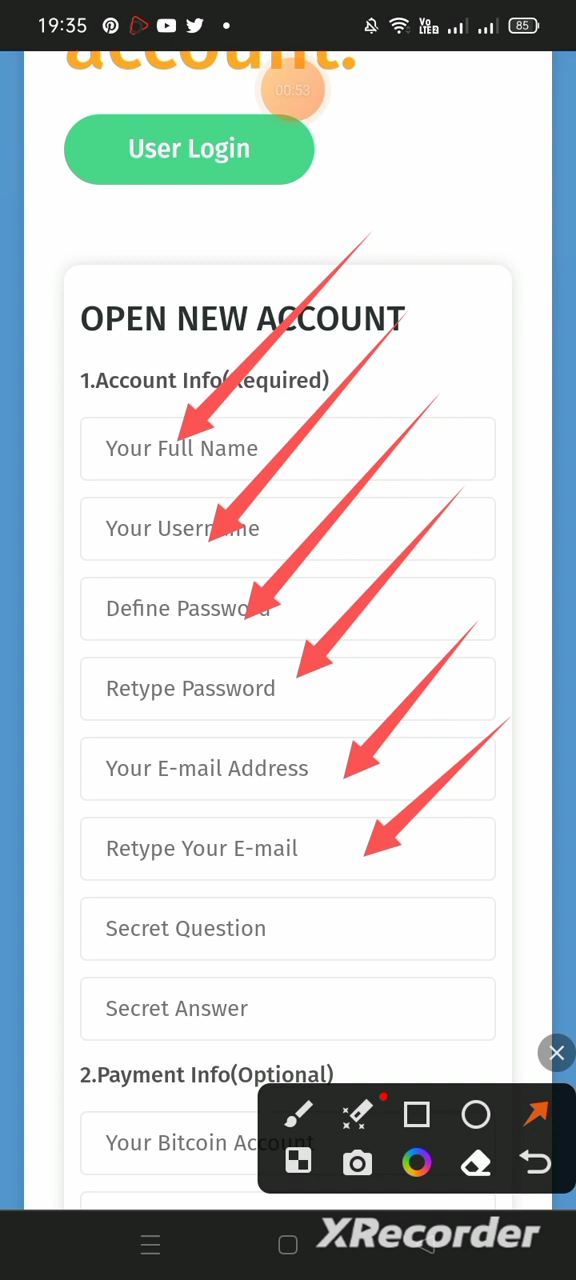 19:35
Vo
LTE2
85
account.
00:53
User Login
OPEN NEW ACCOUNT
1.Account Info(Required)
Your Full Name
Your Username
Define Password
Retype Password
Your E-mail Address
Retype Your E-mail
Secret Question
Secret Answer
2.Payment Info(Optional)
Your Bitcoin Account
XRecorder